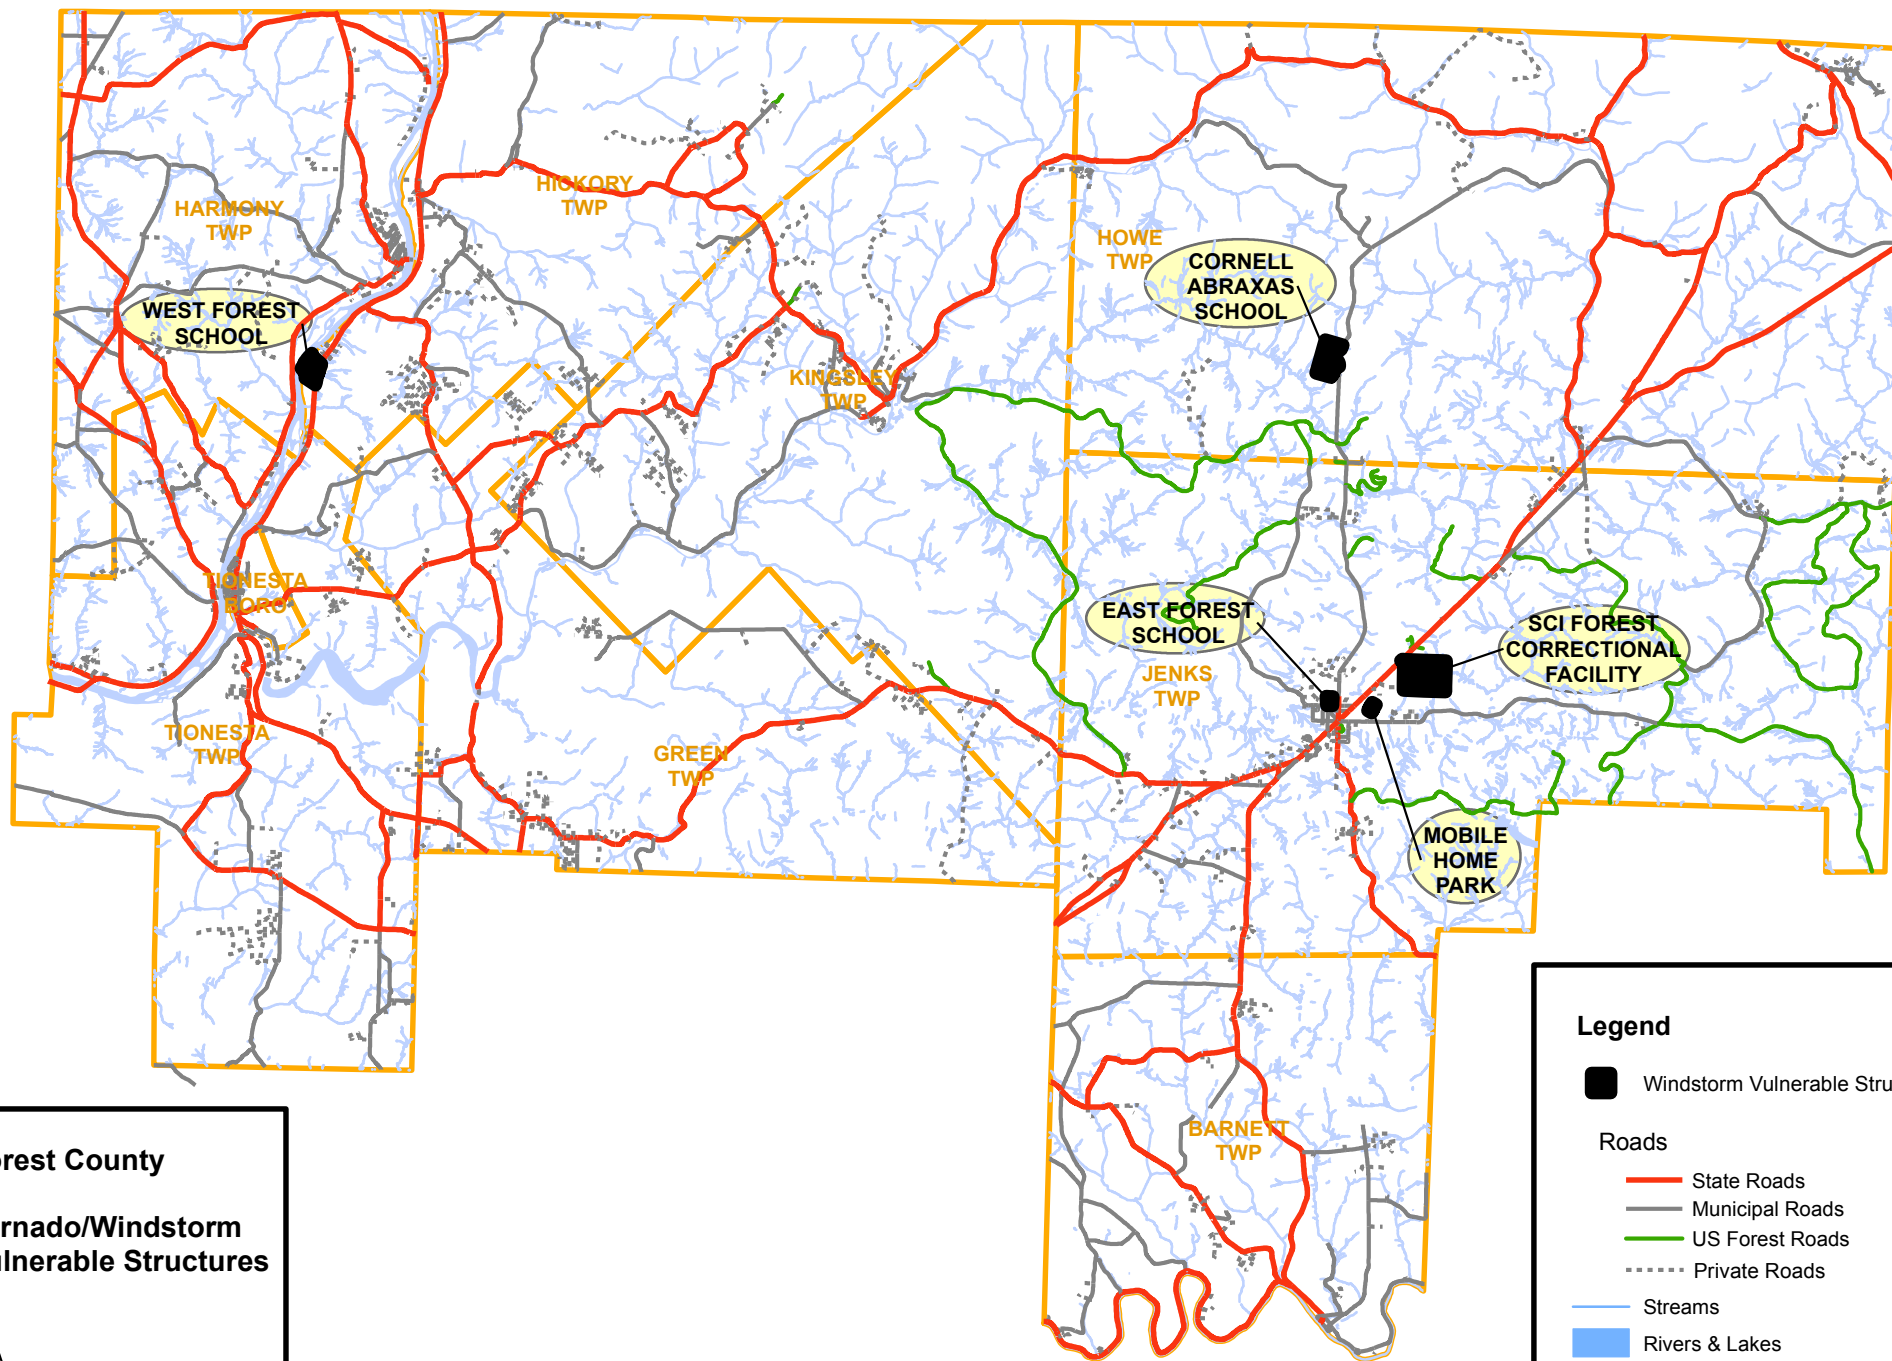 HICKORY
TWP
HARMONY
TWP
HOWE
TWP
CORNELL
ABRAXAS
SCHOOL
WEST FOREST
SCHOOL
KINGSLEY
TWP
TIONESTA
BORO
EAST FOREST
SCHOOL
SCI FOREST
CORRECTIONAL
FACILITY
JENKS
TWP
TIONESTA
TWP
GREEN
TWP
MOBILE
HOME
PARK
BARNETT
TWP
orest County
rnado/Windstorm
ulnerable Structures
Legend
Windstorm Vulnerable Stru
Roads
State Roads
Municipal Roads
US Forest Roads
Private Roads
Streams
Rivers & Lakes